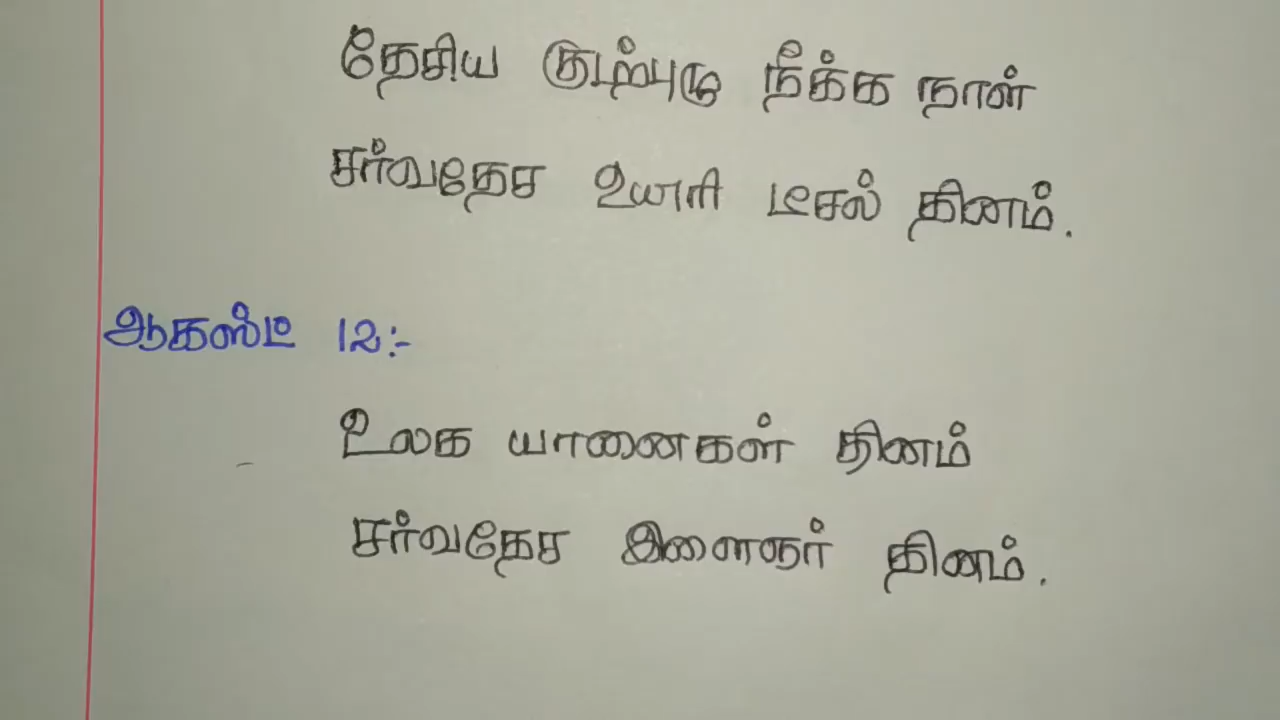 தேசிய குடற்புழு நீக்க நாள்
சர்வதேச உயிரி டீசல் தினம்.
ஆகஸ்ட் 12:-
உலக யானைகள் தினம்
சர்வதேச இளைஞர் தினம்.